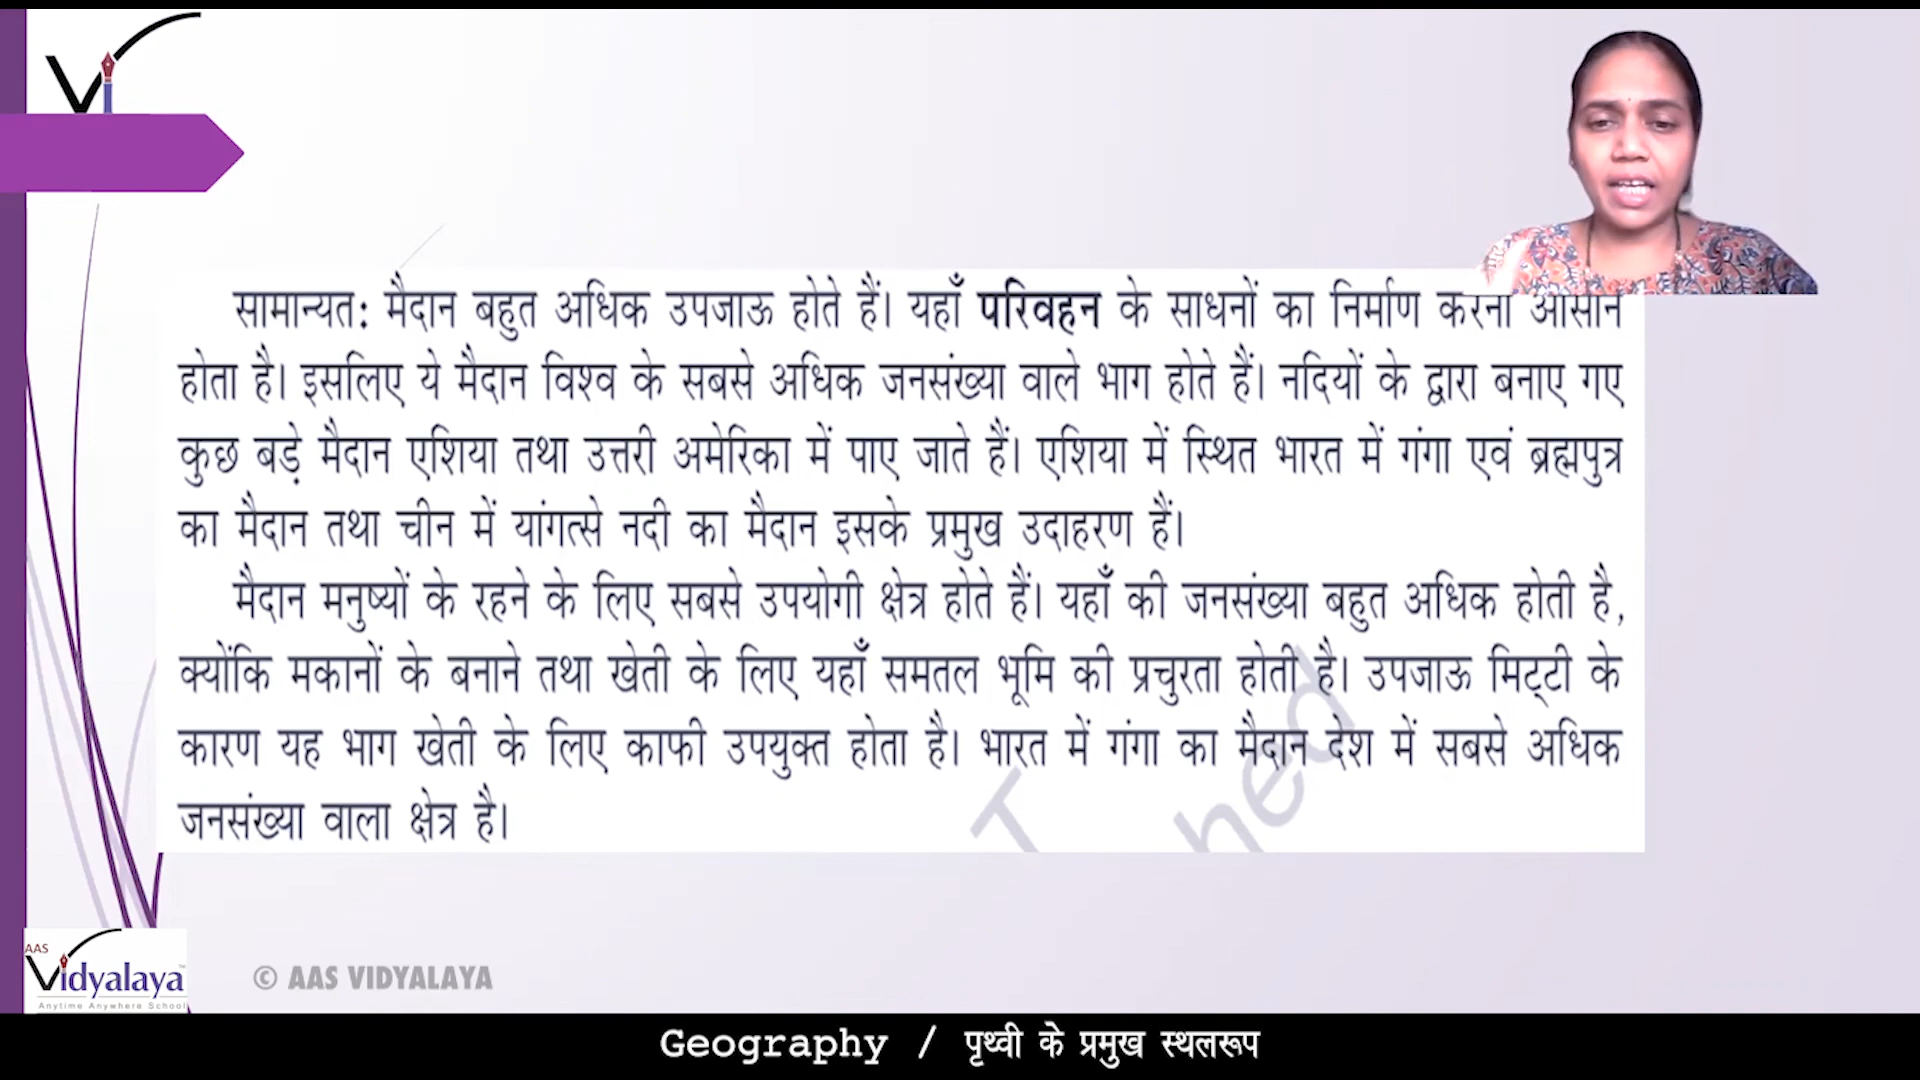 सामान्यत: मैदान बहुत अधिक उपजाऊ होते हैं। यहाँ परिवहन के साधनों का निर्माण करना आसान
होता है। इसलिए ये मैदान विश्व के सबसे अधिक जनसंख्या वाले भाग होते हैं। नदियों के द्वारा बनाए गए
कुछ बड़े मैदान एशिया तथा उत्तरी अमेरिका में पाए जाते हैं। एशिया में स्थित भारत में गंगा एवं ब्रह्मपुत्र
का मैदान तथा चीन में यांगत्से नदी का मैदान इसके प्रमुख उदाहरण हैं।
मैदान मनुष्यों के रहने के लिए सबसे उपयोगी क्षेत्र होते हैं। यहाँ की जनसंख्या बहुत अधिक होती है,
क्योंकि मकानों के बनाने तथा खेती के लिए यहाँ समतल भूमि की प्रचुरता होती है। उपजाऊ मिट्टी के
कारण यह भाग खेती के लिए काफी उपयुक्त होता है। भारत में गंगा का मैदान देश में सबसे अधिक
जनसंख्या वाला क्षेत्र है।
AAS
Vidyalaya
Anytime Anywhere School
© AAS VIDYALAYA
Geography / पृथ्वी के प्रमुख स्थलरूप